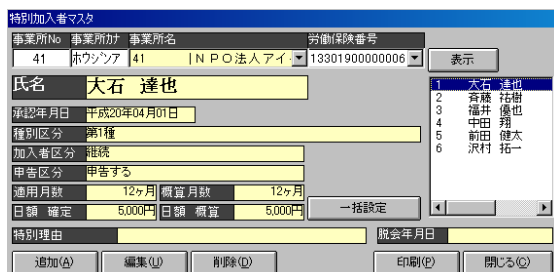 特別加入者マスタ
事業所No 事業所カナ 事業所名 労働保険番号
41 ホウジンア 41 |NPO法人アイ 13301900000006 表示
氏名 大石 達也
承認年月日 平成20年04月01日
種別区分 第1種
加入者区分 継続
申告区分 申告する
適用月数 12ヶ月 概算月数 12ヶ月
日額 確定 5,000円 日額 概算 5,000円 一括設定
1 大石 達也
2 斉藤 祐樹
3 福井 優也
4 中田 翔
5 前田 健太
6 沢村 拓一
特別理由 脱会年月日
追加(A) 編集(U) 削除(D) 印刷(P) 閉じる(C)